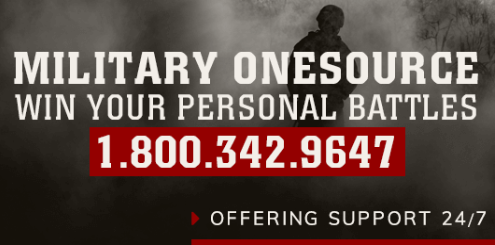 MILITARY ONESOURCE
WIN YOUR PERSONAL BATTLES
1.800.342.9647
OFFERING SUPPORT 24/7